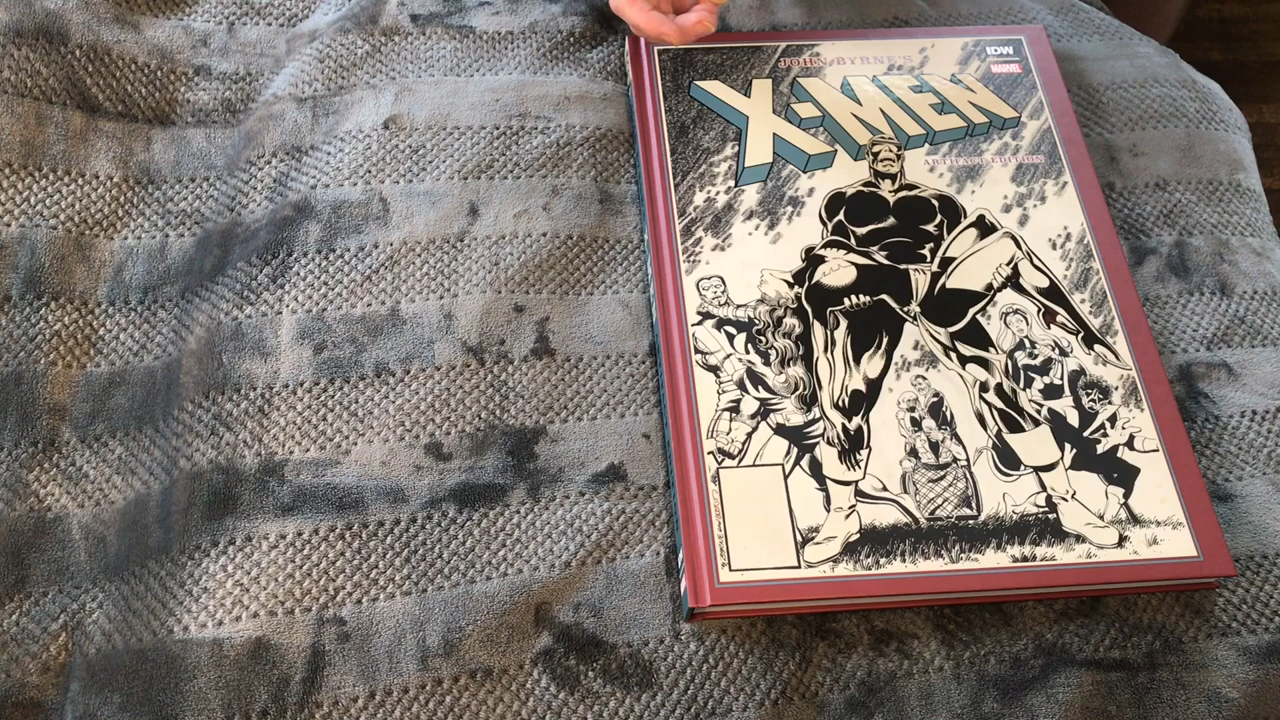 JOHN BYRNE'S
IDW
MARVEL
X-MEN
ARTIFACT EDITION